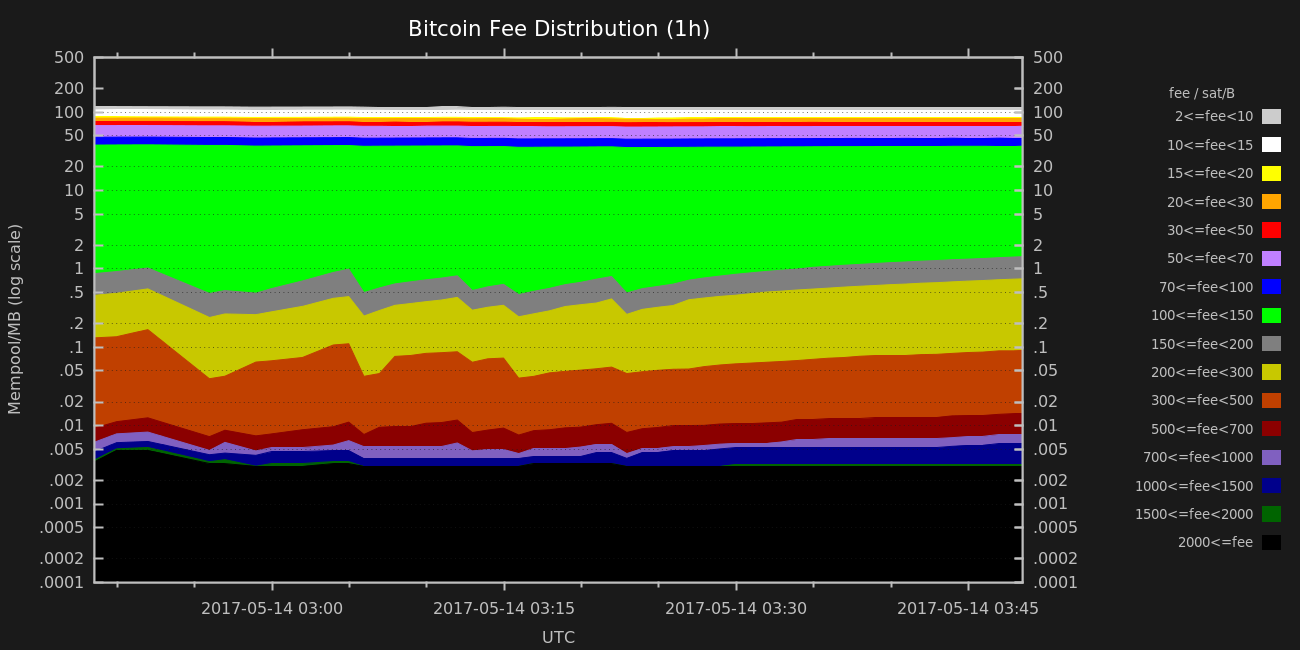 Bitcoin Fee Distribution (1h)
500 500
200 200
100 100
50 50
20 20
10 10
5 5
2 2
1 1
.5 .5
.2 .2
.1 .1
.05 .05
.02 .02
.01 .01
.005 .005
.002 .002
.001 .001
.0005 .0005
.0002 .0002
.0001 .0001
Mempool/MB (log scale)
2017-05-14 03:00 2017-05-14 03:15 2017-05-14 03:30 2017-05-14 03:45
UTC
fee / sat/B
2<=fee<10
10<=fee<15
15<=fee<20
20<=fee<30
30<=fee<50
50<=fee<70
70<=fee<100
100<=fee<150
150<=fee<200
200<=fee<300
300<=fee<500
500<=fee<700
700<=fee<1000
1000<=fee<1500
1500<=fee<2000
2000<=fee